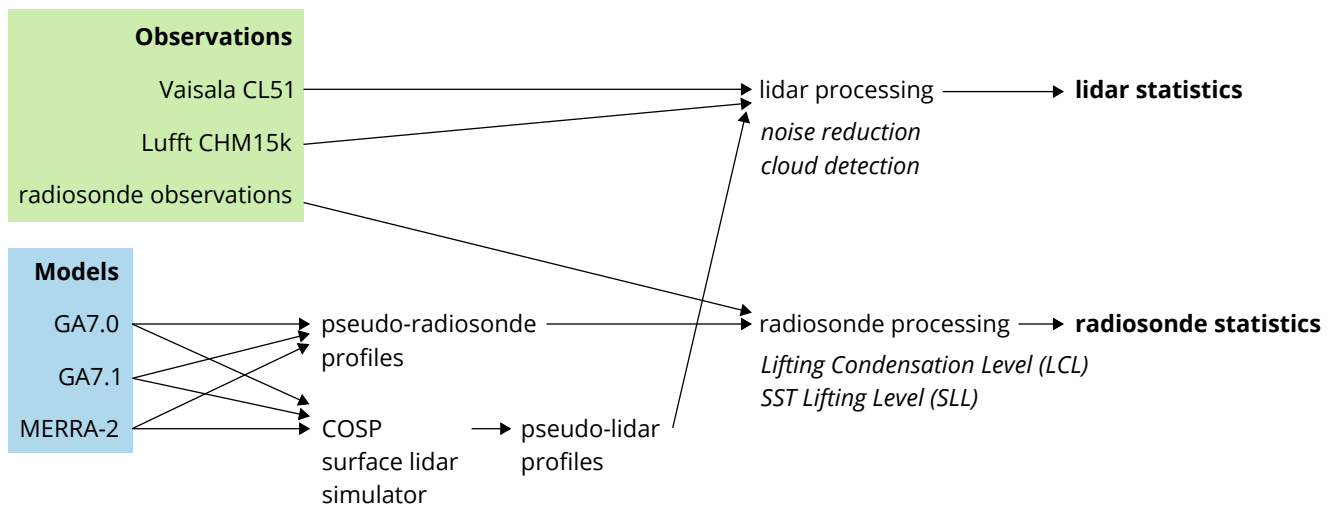 Observations
Vaisala CL51
Lufft CHM15k
radiosonde observations
lidar processing
noise reduction
cloud detection
lidar statistics
Models
GA7.0
GA7.1
MERRA-2
pseudo-radiosonde
profiles
COSP
surface lidar
simulator
pseudo-lidar
profiles
radiosonde processing
Lifting Condensation Level (LCL)
SST Lifting Level (SLL)
radiosonde statistics